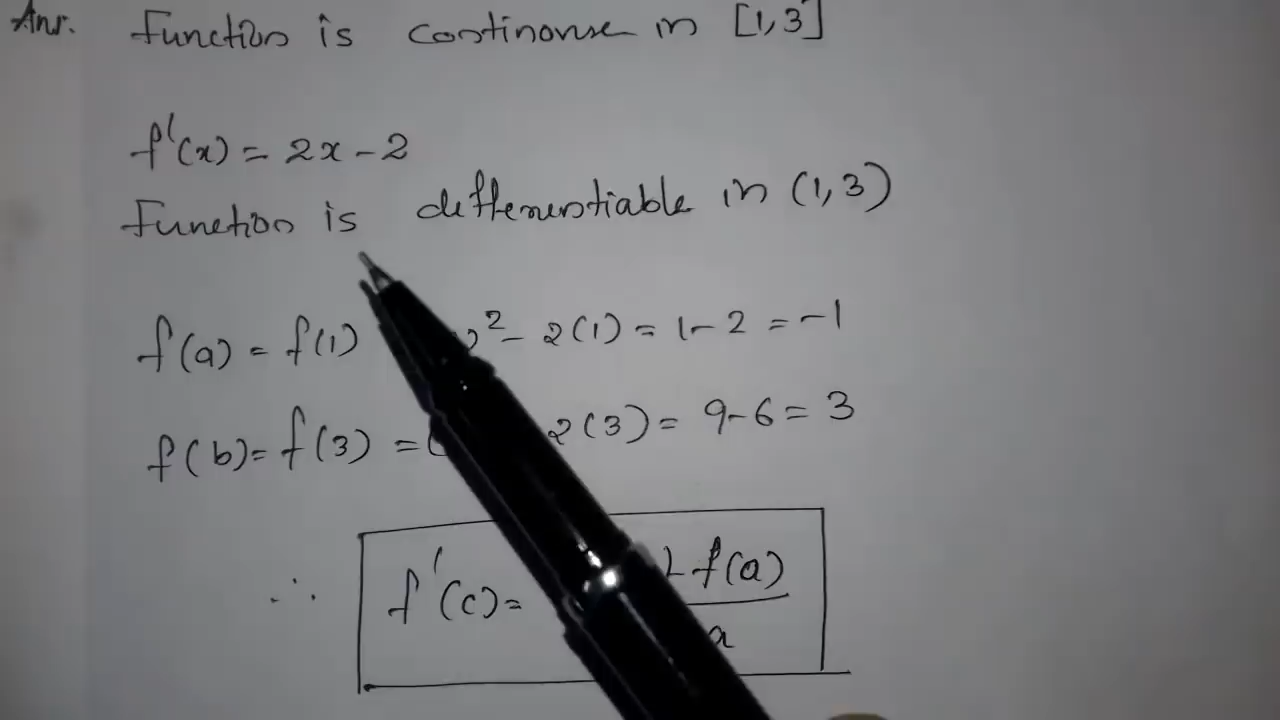 Ans. Function is continouse in [1,3]
f'(x) = 2x - 2
Function is differentiable in (1,3)
f(a) = f(1) )² - 2(1) = 1 - 2 = -1
f(b) = f(3) = ( 2(3) = 9 - 6 = 3
∴ f'(c) = - f(a)
a